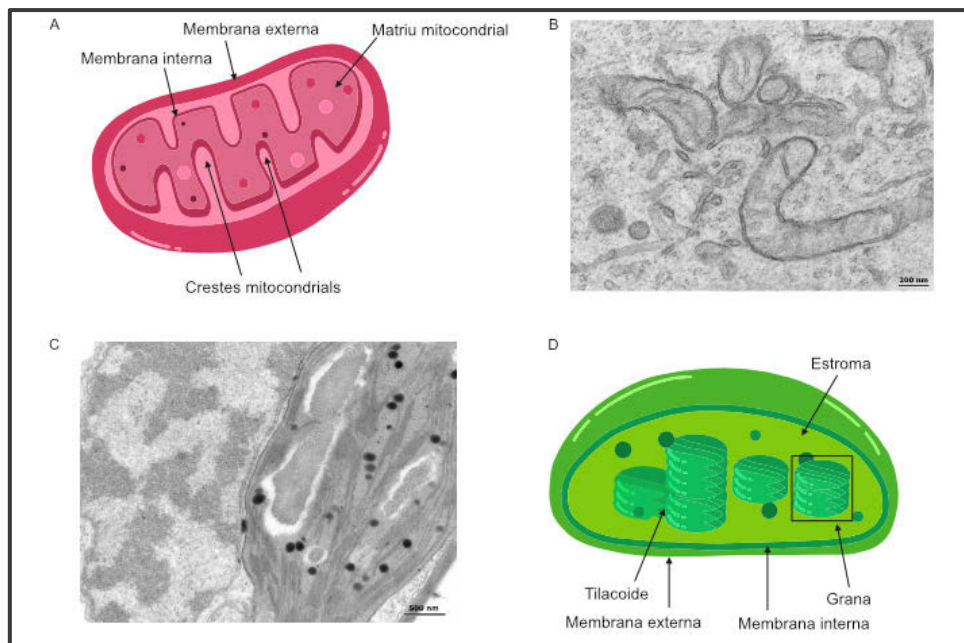 A
Membrana externa
Matriu mitocondrial
Membrana interna
Crestes mitocondrials
B
200 nm
C
500 nm
D
Estroma
Tilacoide
Grana
Membrana externa
Membrana interna